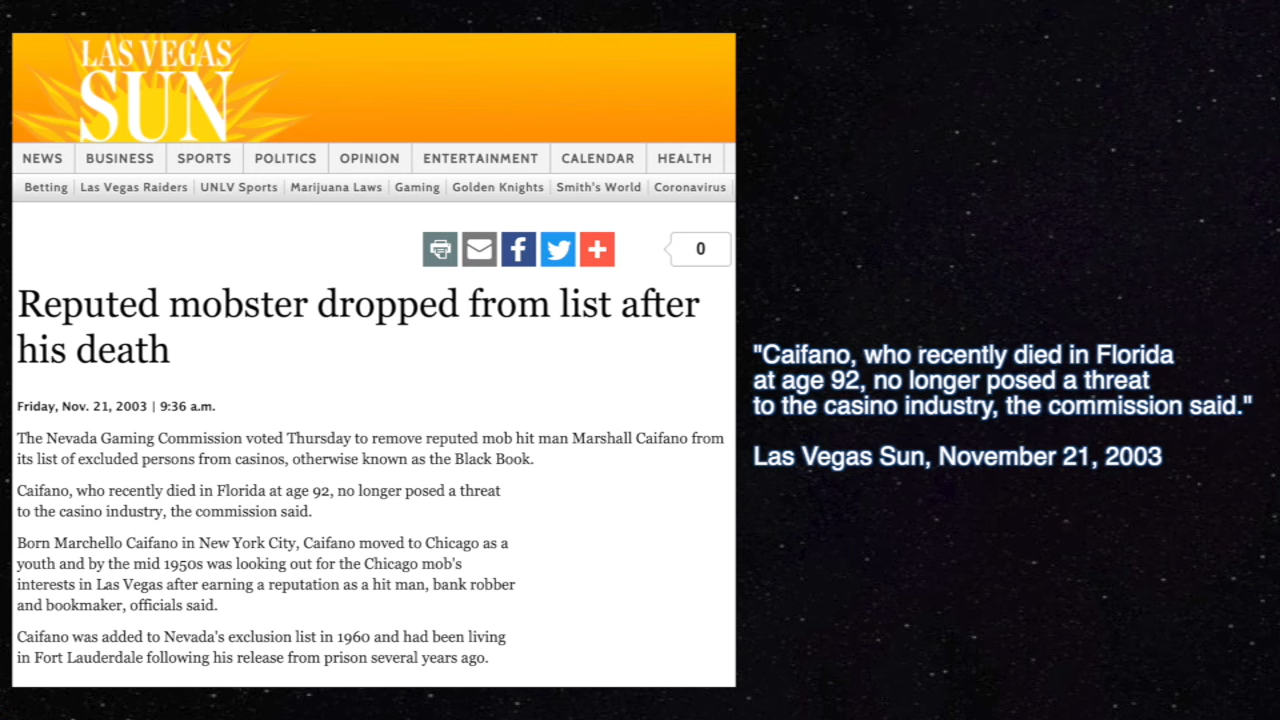 LAS VEGAS
SUN
NEWS BUSINESS SPORTS POLITICS OPINION ENTERTAINMENT CALENDAR HEALTH
Betting Las Vegas Raiders UNLV Sports Marijuana Laws Gaming Golden Knights Smith's World Coronavirus
0
Reputed mobster dropped from list after
his death
Friday, Nov. 21, 2003 | 9:36 a.m.
The Nevada Gaming Commission voted Thursday to remove reputed mob hit man Marshall Caifano from
its list of excluded persons from casinos, otherwise known as the Black Book.
Caifano, who recently died in Florida at age 92, no longer posed a threat
to the casino industry, the commission said.
Born Marchello Caifano in New York City, Caifano moved to Chicago as a
youth and by the mid 1950s was looking out for the Chicago mob's
interests in Las Vegas after earning a reputation as a hit man, bank robber
and bookmaker, officials said.
Caifano was added to Nevada's exclusion list in 1960 and had been living
in Fort Lauderdale following his release from prison several years ago.
"Caifano, who recently died in Florida
at age 92, no longer posed a threat
to the casino industry, the commission said."
Las Vegas Sun, November 21, 2003